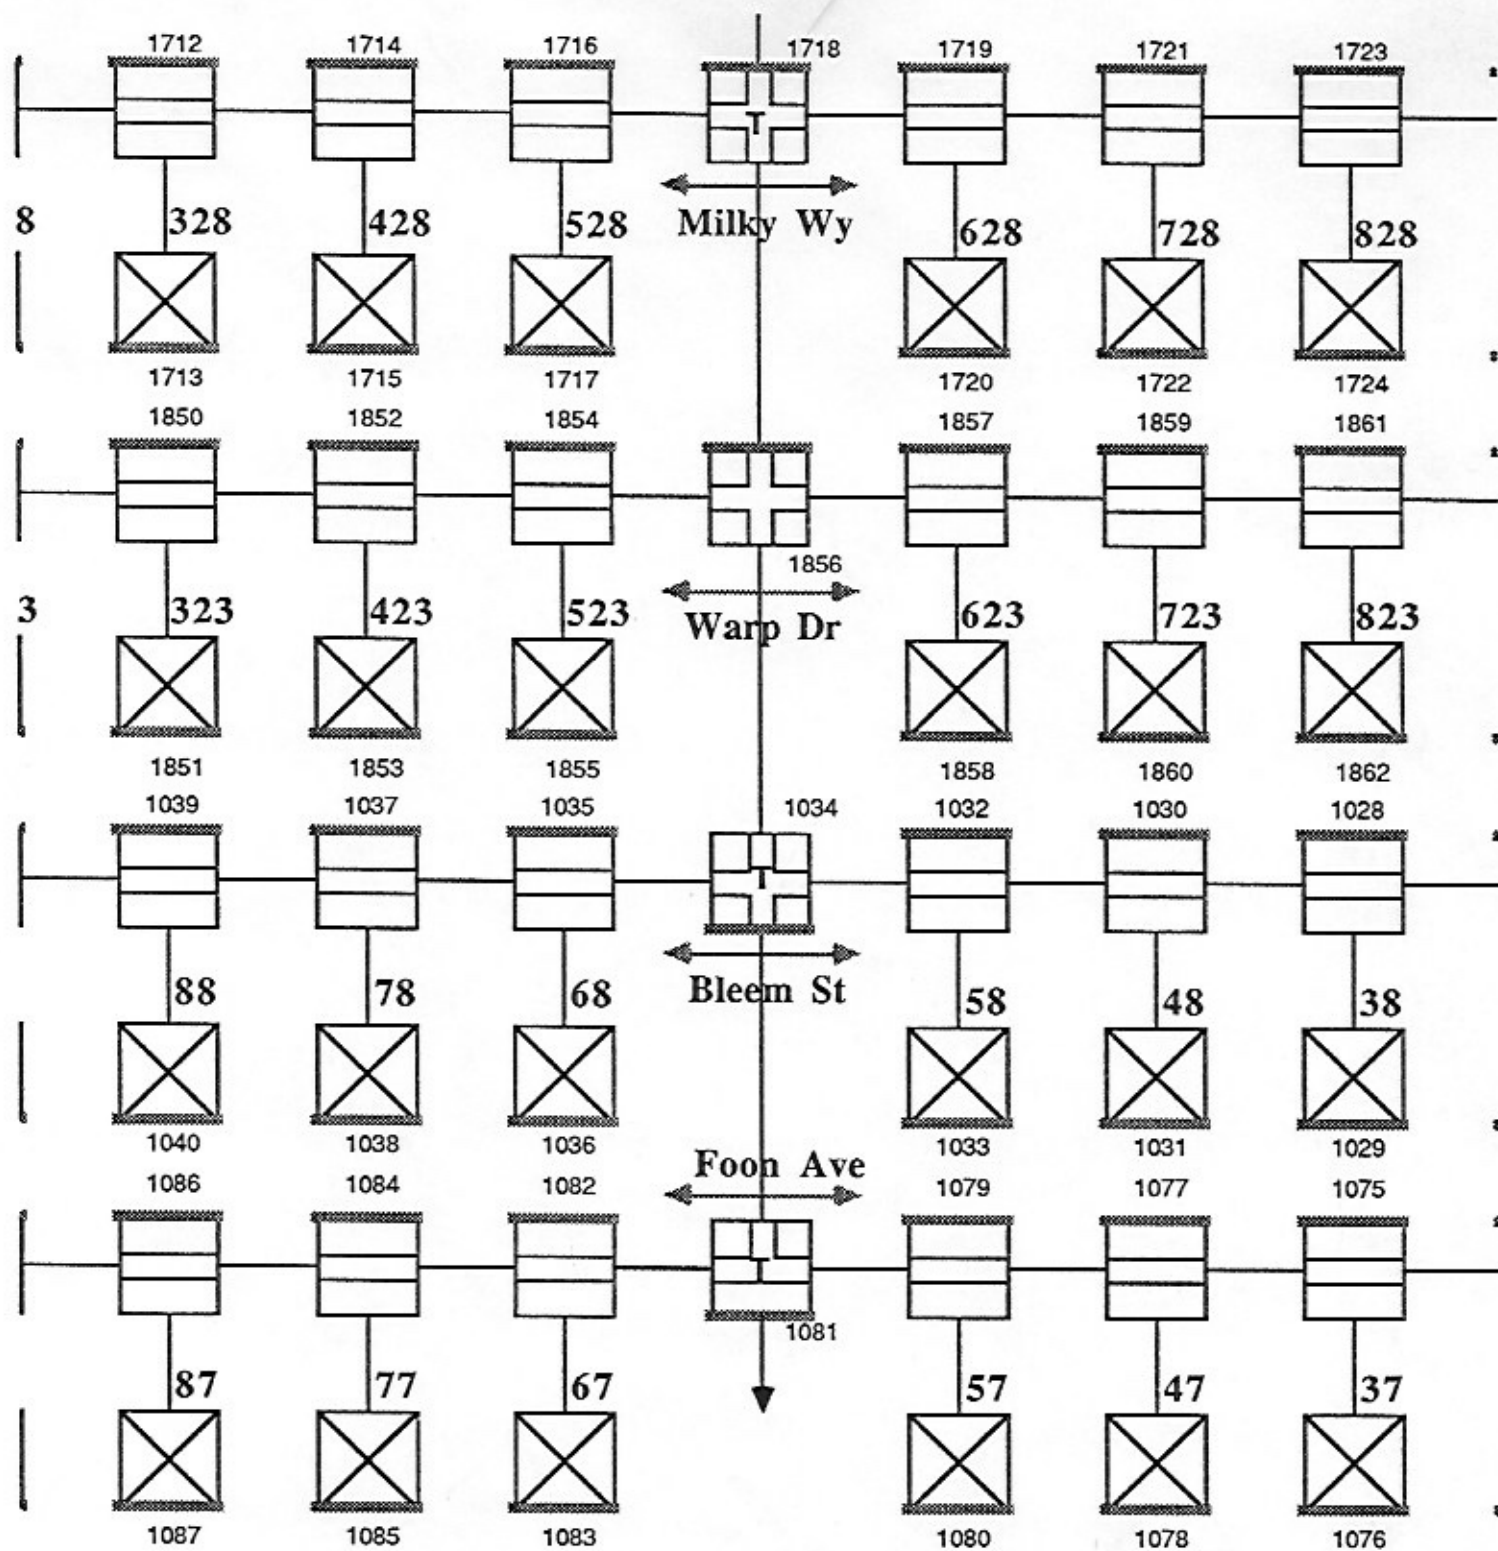 1712 1714 1716 1718 1719 1721 1723
T
8 328 428 528 Milky Wy 628 728 828
1713 1715 1717 1720 1722 1724
1850 1852 1854 1857 1859 1861
1856
3 323 423 523 Warp Dr 623 723 823
1851 1853 1855 1858 1860 1862
1039 1037 1035 1034 1032 1030 1028
T
88 78 68 Bleem St 58 48 38
1040 1038 1036 1033 1031 1029
Foon Ave
1086 1084 1082 1079 1077 1075
T
1081
87 77 67 57 47 37
1087 1085 1083 1080 1078 1076